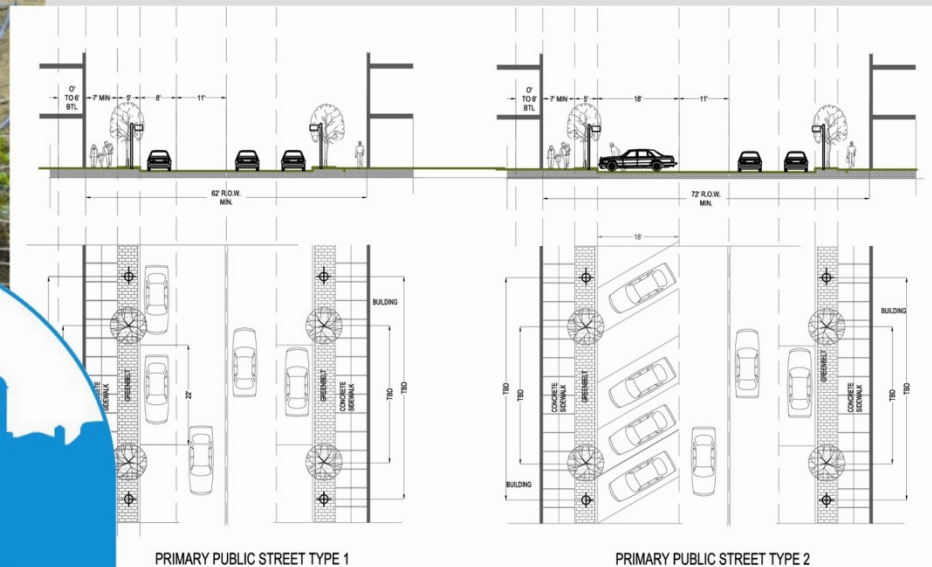 O'
TO 6'
BTL
7' MIN
5'
8'
11'
62' R.O.W.
MIN.
O'
TO 6'
BTL
7' MIN
5'
18'
11'
72' R.O.W.
MIN.
CONCRETE
SIDEWALK
GREENBELT
22'
GREENBELT
CONCRETE
SIDEWALK
BUILDING
TBD
TBD
PRIMARY PUBLIC STREET TYPE 1
18'
TBD
TBD
BUILDING
CONCRETE
SIDEWALK
GREENBELT
GREENBELT
CONCRETE
SIDEWALK
BUILDING
TBD
TBD
PRIMARY PUBLIC STREET TYPE 2